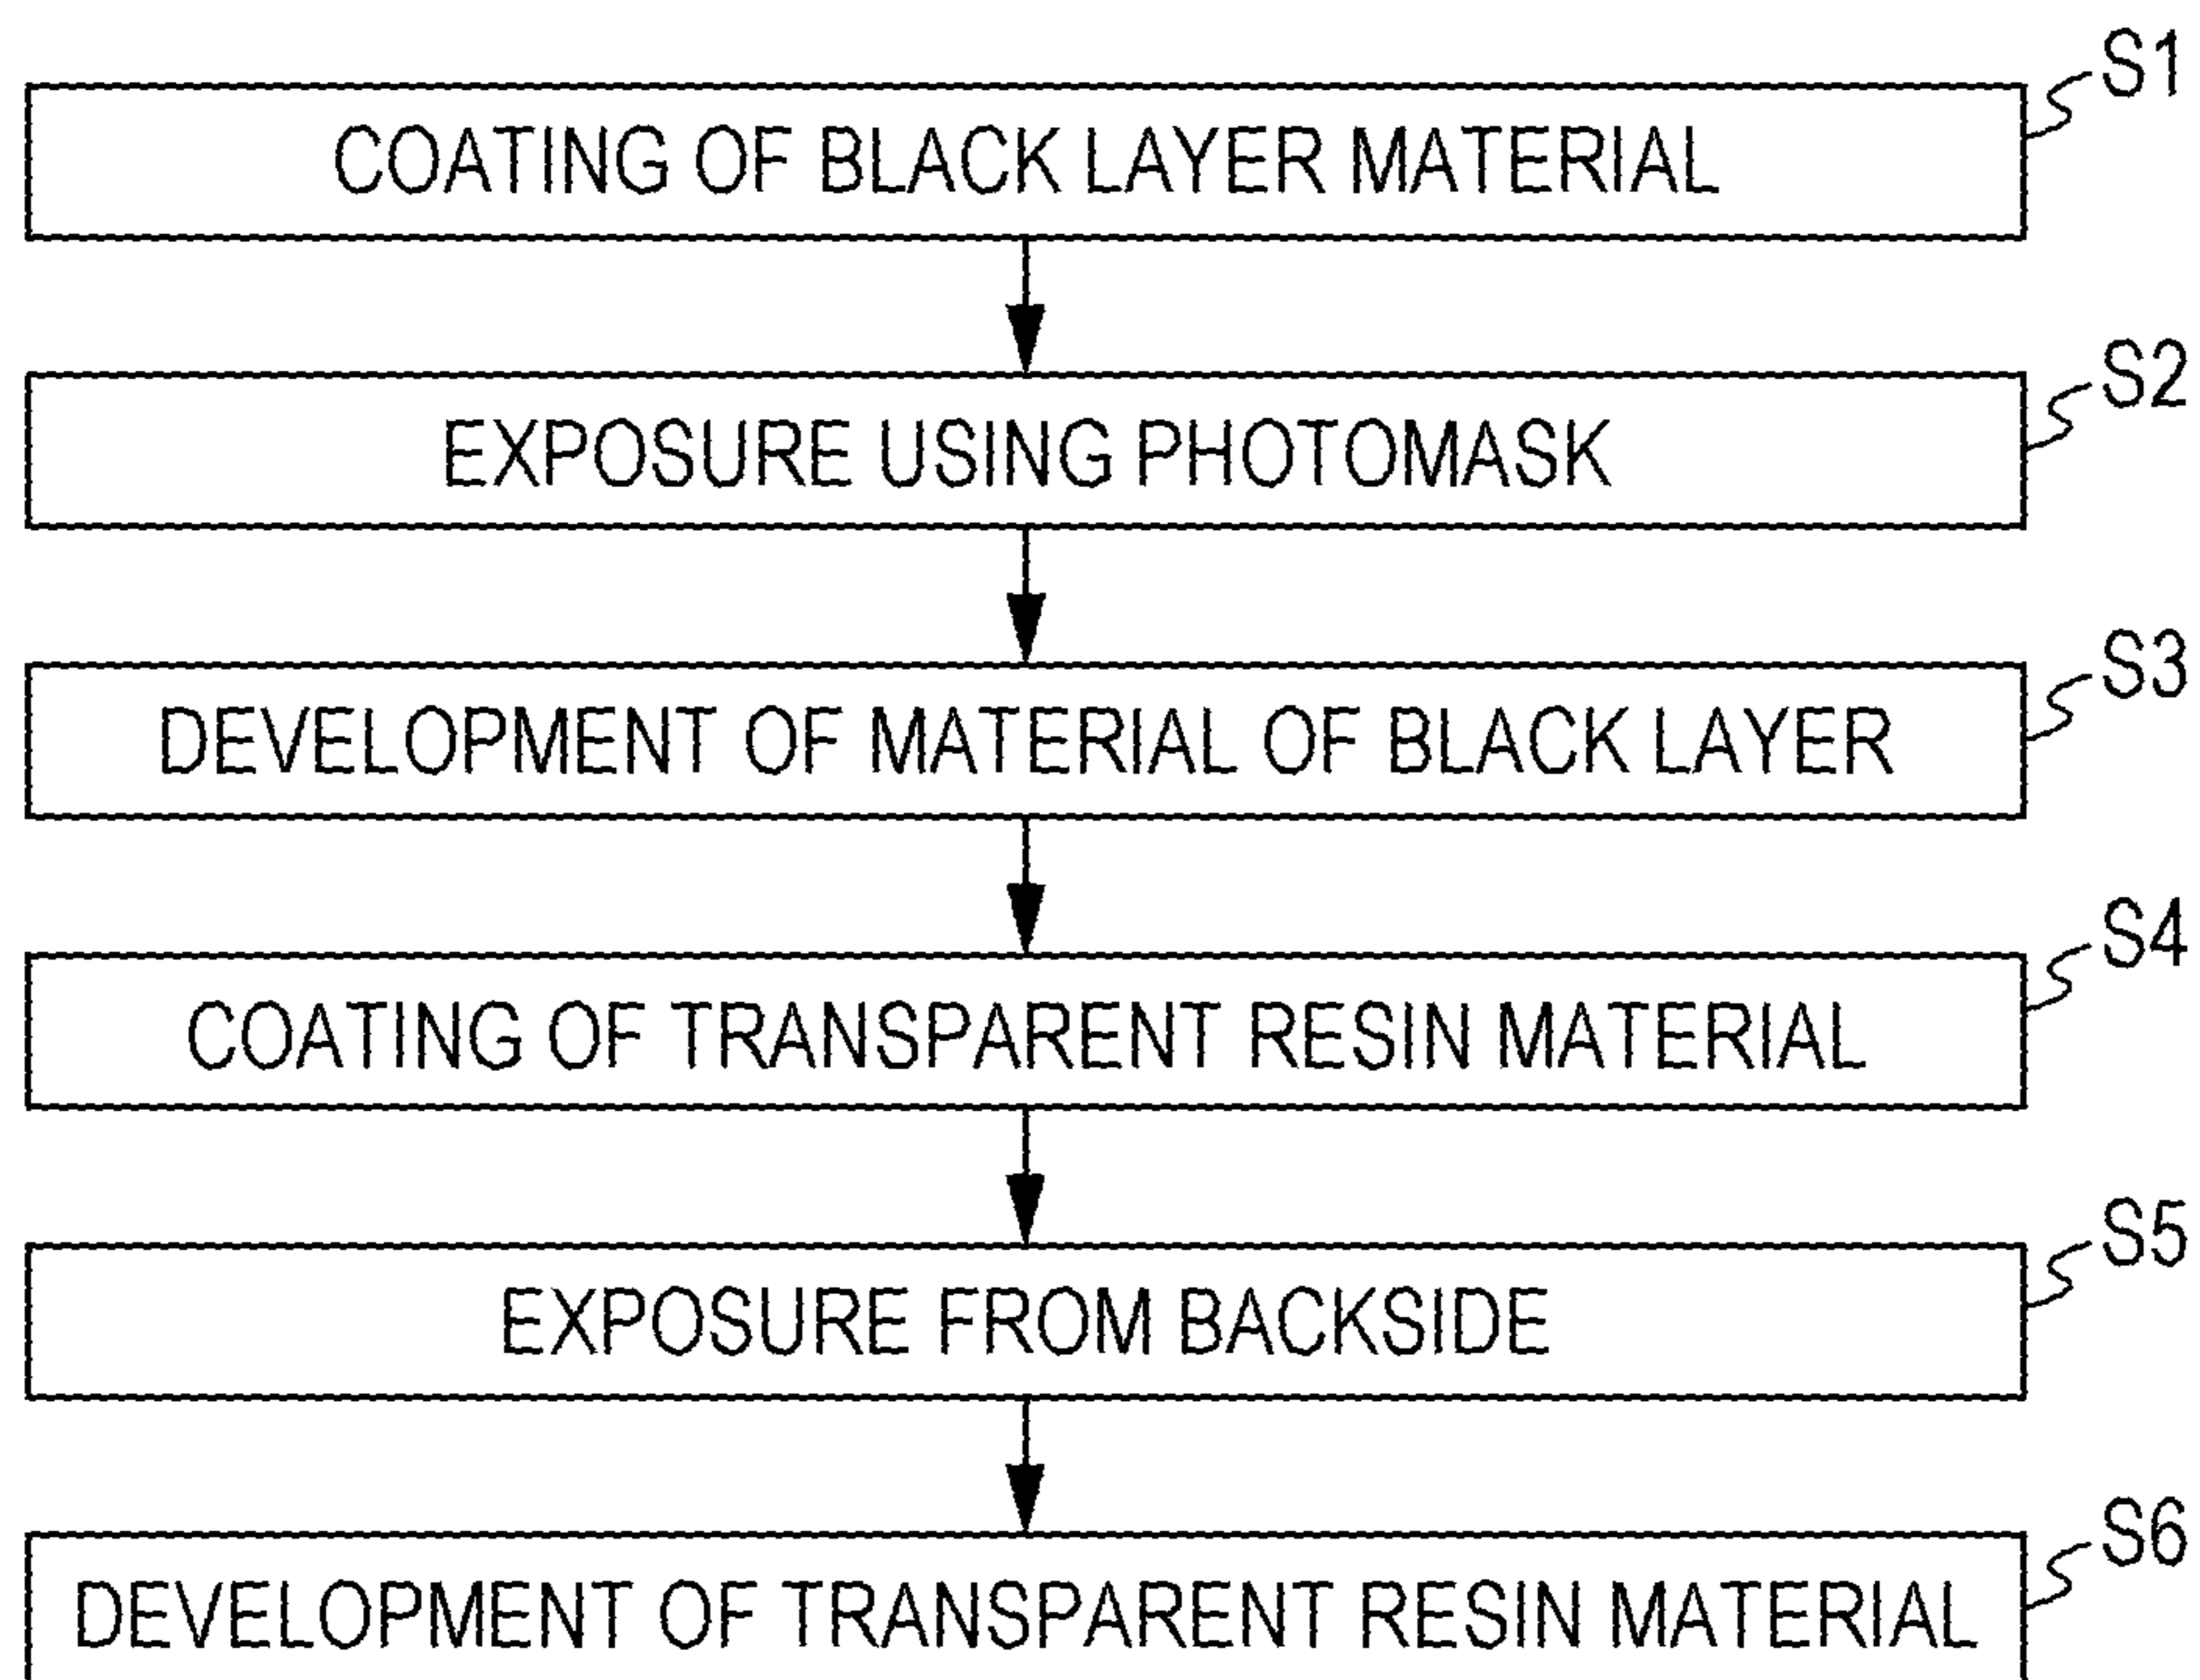 S1
COATING OF BLACK LAYER MATERIAL
S2
EXPOSURE USING PHOTOMASK
S3
DEVELOPMENT OF MATERIAL OF BLACK LAYER
S4
COATING OF TRANSPARENT RESIN MATERIAL
S5
EXPOSURE FROM BACKSIDE
S6
DEVELOPMENT OF TRANSPARENT RESIN MATERIAL